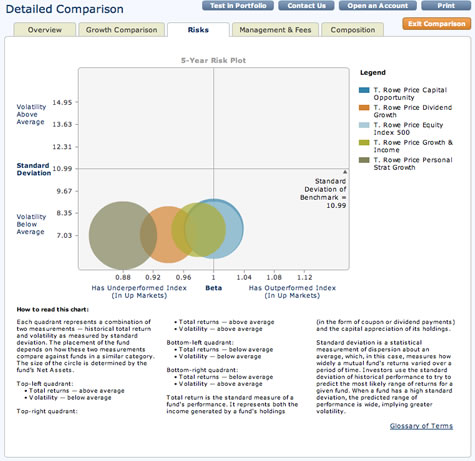 Detailed Comparison
Test in Portfolio
Contact Us
Open an Account
Print
Overview
Growth Comparison
Risks
Management & Fees
Composition
Exit Comparison
5-Year Risk Plot
Legend
T. Rowe Price Capital
Opportunity
T. Rowe Price Dividend
Growth
T. Rowe Price Equity
Index 500
T. Rowe Price Growth &
Income
T. Rowe Price Personal
Strat Growth
Volatility
Above
Average
14.95
13.63
12.31
Standard
Deviation
10.99
9.67
Volatility
Below
Average
8.35
7.03
Standard
Deviation of
Benchmark =
10.99
0.88
0.92
0.96
1
1.04
1.08
1.12
Has Underperformed Index
(In Up Markets)
Beta
Has Outperformed Index
(In Up Markets)
How to read this chart:
Each quadrant represents a combination of
two measurements — historical total return
and volatility as measured by standard
deviation. The placement of the fund
depends on how these two measurements
compare against funds in a similar category.
The size of the circle is determined by the
fund's Net Assets.
Top-left quadrant:
• Total returns — above average
• Volatility — below average
Top-right quadrant:
• Total returns — above average
• Volatility — above average
Bottom-left quadrant:
• Total returns — below average
• Volatility — below average
Bottom-right quadrant:
• Total returns — below average
• Volatility — above average
Total return is the standard measure of a
fund's performance. It represents both the
income generated by a fund's holdings
(in the form of coupon or dividend payments)
and the capital appreciation of its holdings.
Standard deviation is a statistical
measurement of dispersion about an
average, which, in this case, measures how
widely a mutual fund's returns varied over a
period of time. Investors use the standard
deviation of historical performance to try to
predict the most likely range of returns for a
given fund. When a fund has a high standard
deviation, the predicted range of
performance is wide, implying greater
volatility.
Glossary of Terms